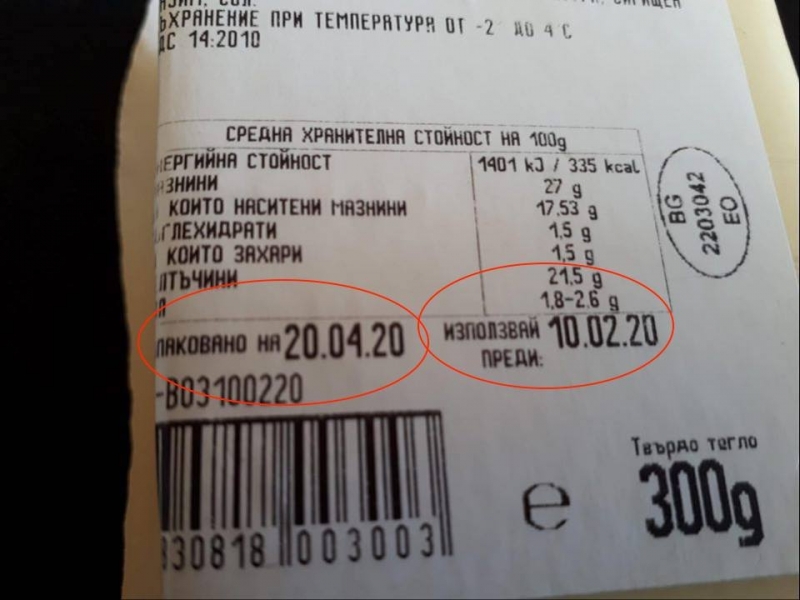 ЪХРАНЕНИЕ ПРИ ТЕМПЕРАТУРА ОТ -2 ДО 4 C
ДС 14:2010
СРЕДНА ХРАНИТЕЛНА СТОЙНОСТ НА 100g
ЕРГИЙНА СТОЙНОСТ 1401 kJ / 335 kcal
АЗНИНИ 27 g
КОИТО НАСИТЕНИ МАЗНИНИ 17,53 g
ГЛЕХИДРАТИ 1,5 g
КОИТО ЗАХАРИ 1,5 g
ЛТЪЧИНИ 21,5 g
1,8-2,6 g
BG
2203042
EO
ПАКОВАНО НА 20.04.20 ИЗПОЛЗВАЙ 10.02.20
ПРЕДИ:
-B03100220
830818 003003
e
Твърдо тегло
300g